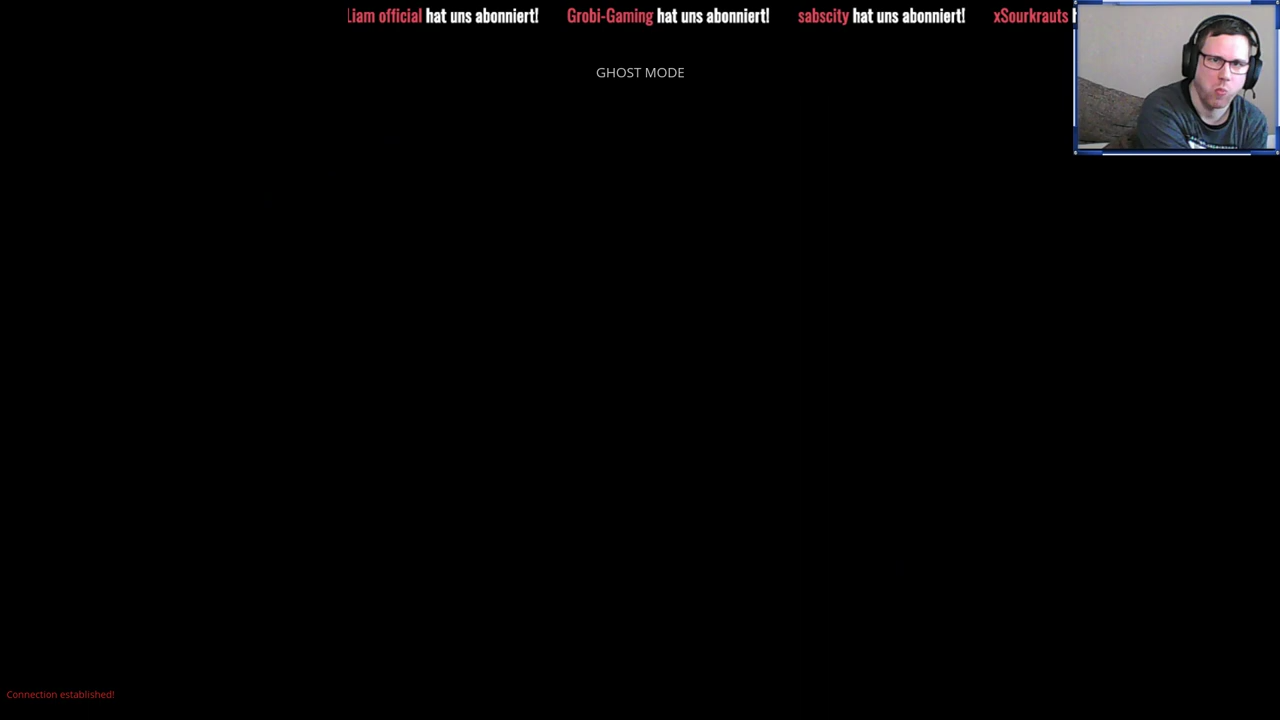 Liam official hat uns abonniert! Grobi-Gaming hat uns abonniert! sabscity hat uns abonniert! xSourkrauts
GHOST MODE
Connection established!